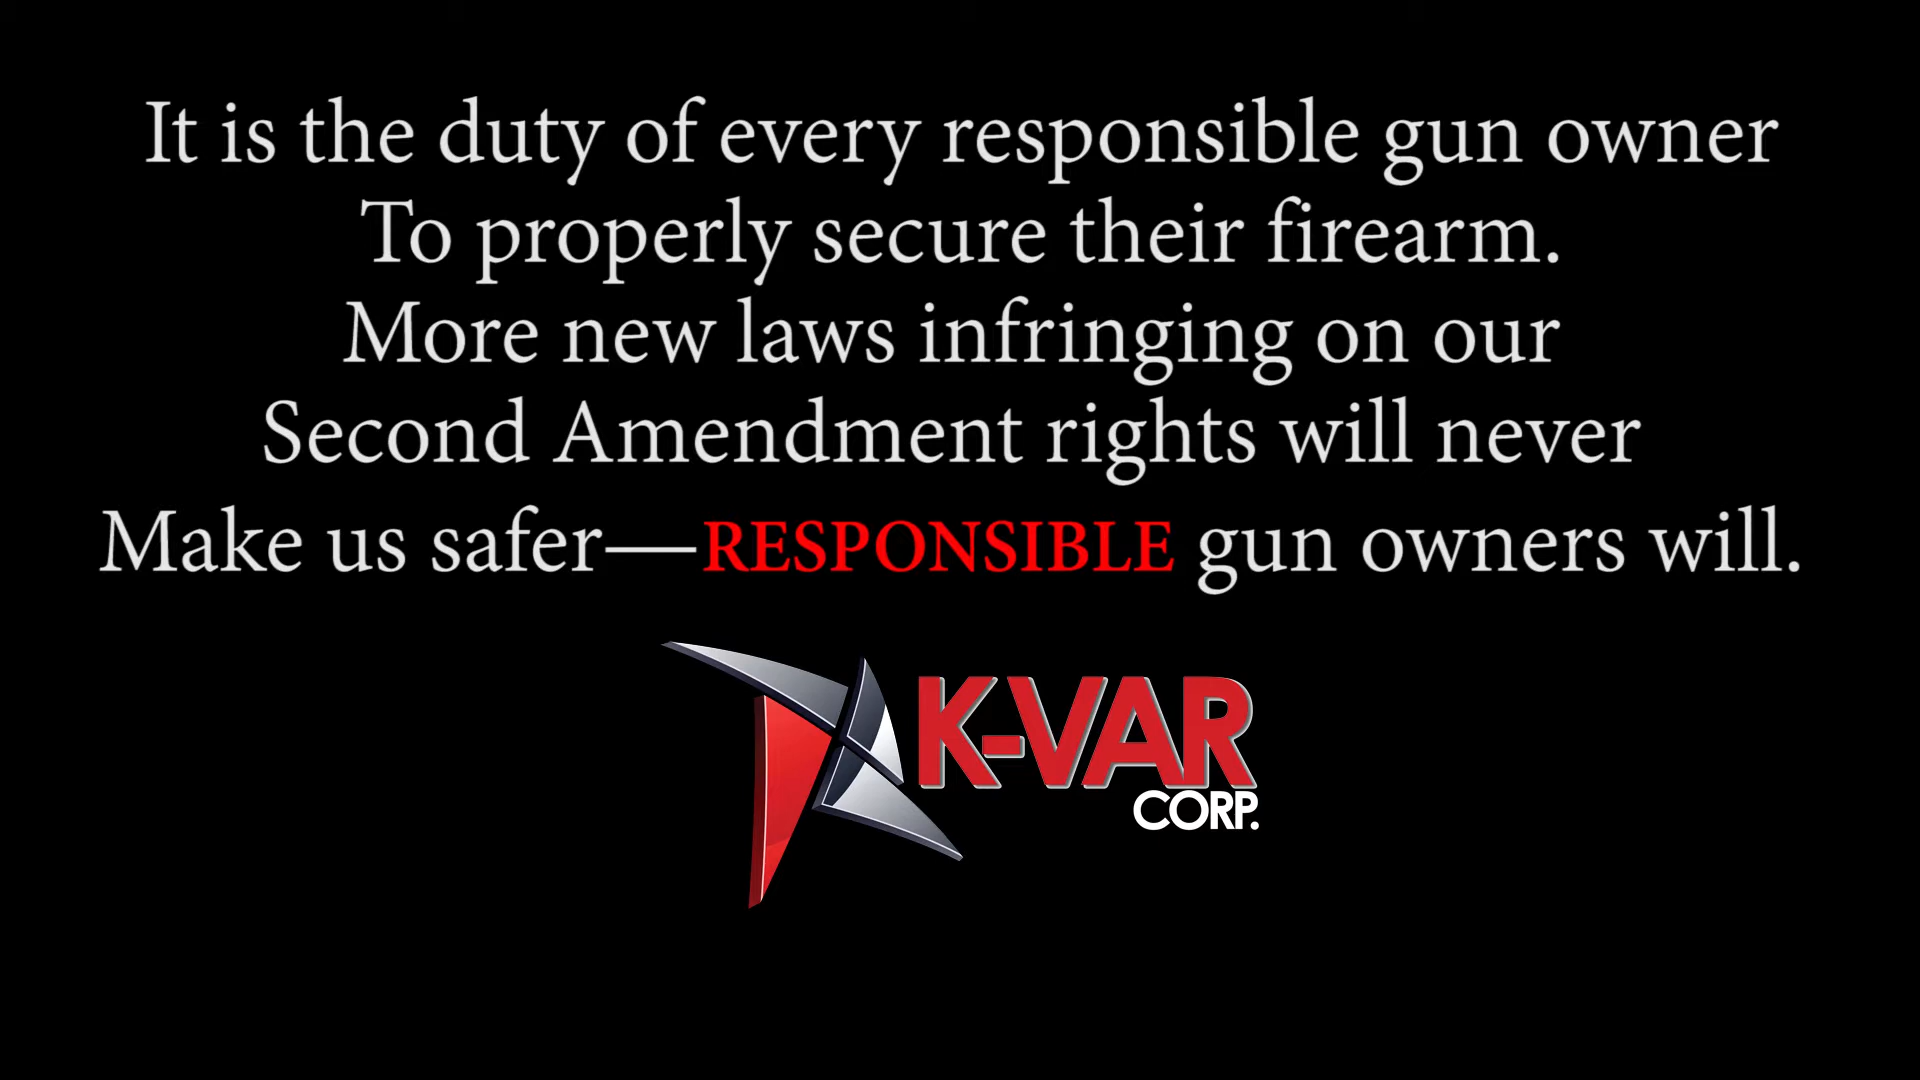 It is the duty of every responsible gun owner
To properly secure their firearm.
More new laws infringing on our
Second Amendment rights will never
Make us safer—RESPONSIBLE gun owners will.
K-VAR
CORP.